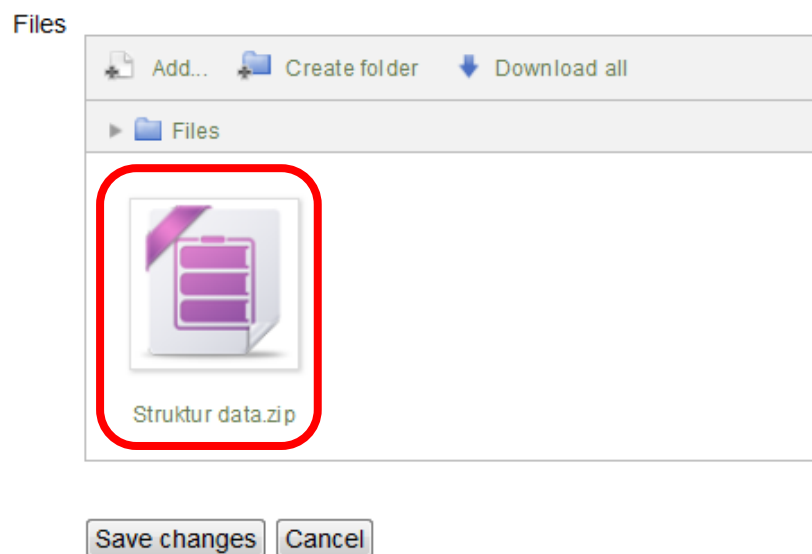 Files
Add... Create folder Download all
Files
Struktur data.zip
Save changes Cancel